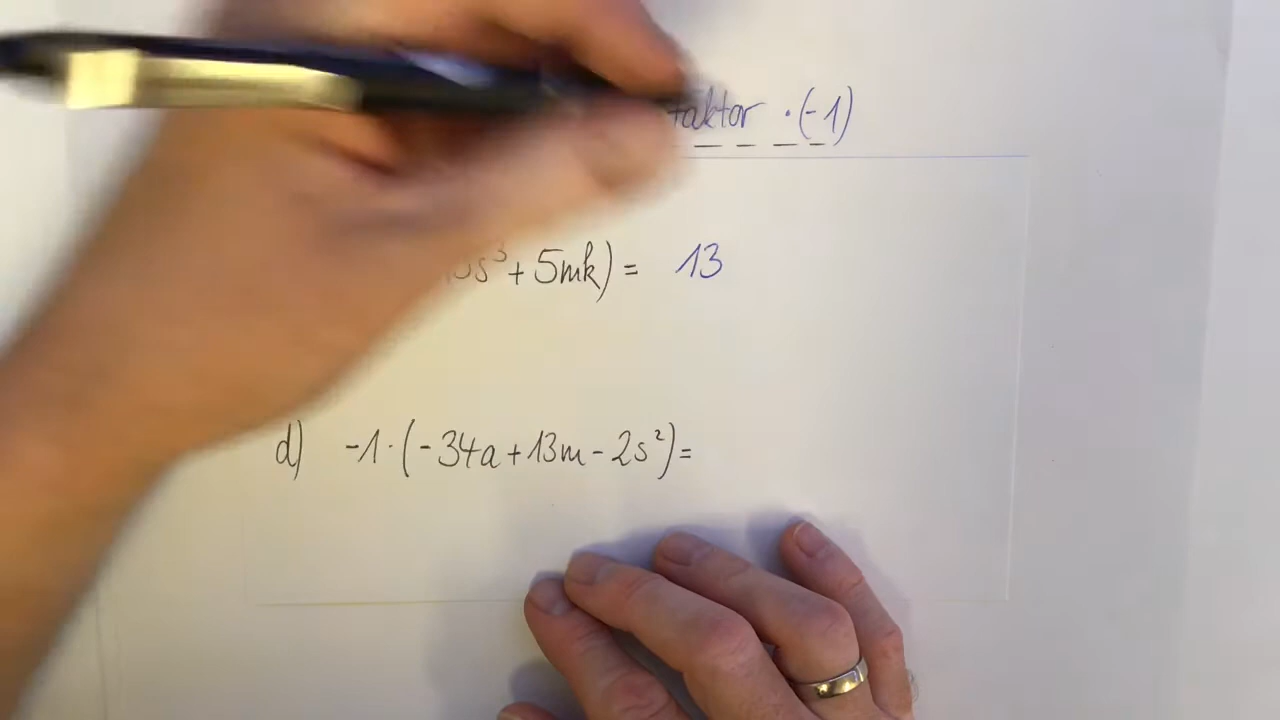 faktor ·(-1)
s³ + 5mk) = 13
d) -1·(-34a + 13m - 2s²) =